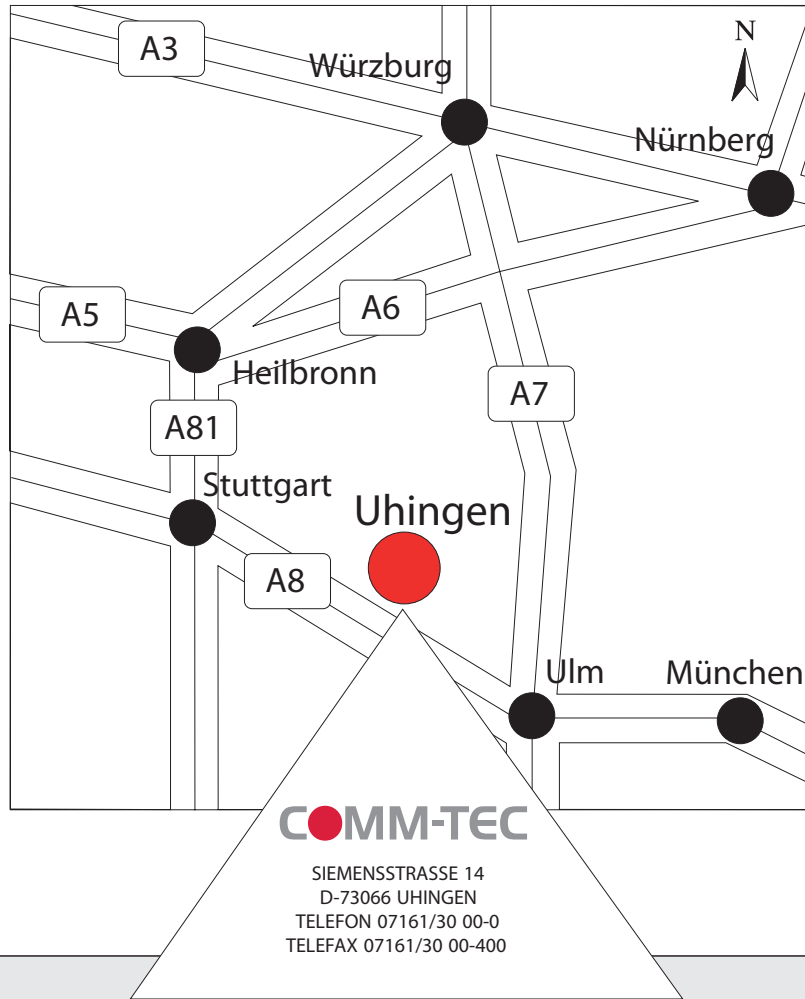 N
A3
Würzburg
Nürnberg
A5
A6
Heilbronn
A7
A81
Stuttgart
Uhingen
A8
Ulm
München
COMM-TEC
SIEMENSSTRASSE 14
D-73066 UHINGEN
TELEFON 07161/30 00-0
TELEFAX 07161/30 00-400